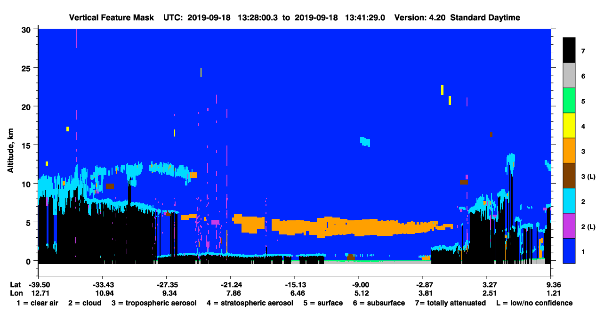 Vertical Feature Mask UTC: 2019-09-18 13:28:00.3 to 2019-09-18 13:41:29.0 Version: 4.20 Standard Daytime
30
25
20
15
10
5
0
Altitude, km
7
6
5
4
3
3 (L)
2
2 (L)
1
Lat -39.50 -33.94 -27.35 -21.24 -15.13 -9.00 -2.87 3.27 9.36
Lon 12.71 10.94 9.34 7.86 6.46 5.12 3.81 2.51 1.21
1 = clear air 2 = cloud 3 = tropospheric aerosol 4 = stratospheric aerosol 5 = surface 6 = subsurface 7 = totally attenuated L = low/no confidence